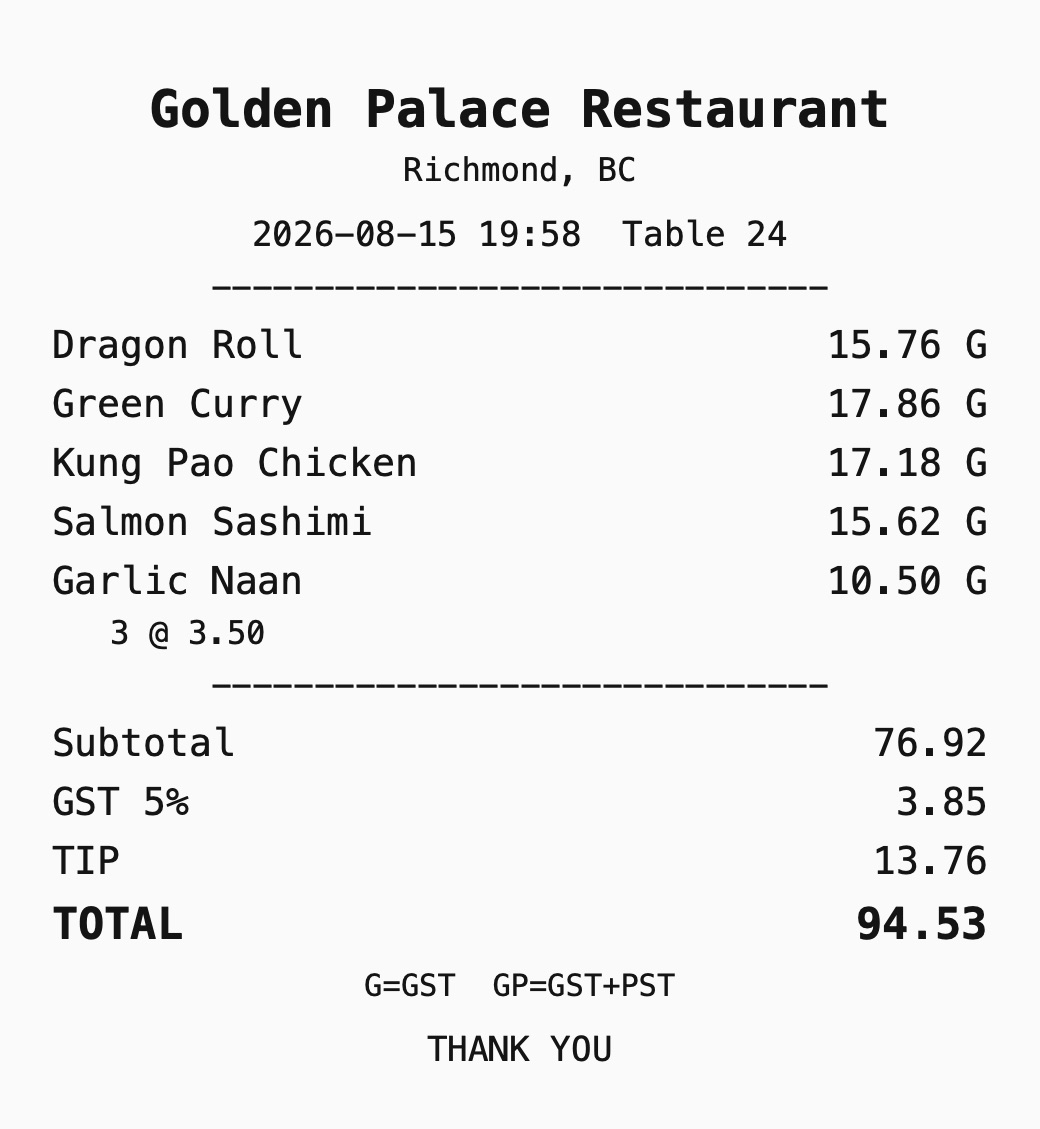 Golden Palace Restaurant
Richmond, BC
2026-08-15 19:58  Table 24
------------------------------
Dragon Roll 15.76 G
Green Curry 17.86 G
Kung Pao Chicken 17.18 G
Salmon Sashimi 15.62 G
Garlic Naan 10.50 G
3 @ 3.50
------------------------------
Subtotal 76.92
GST 5% 3.85
TIP 13.76
TOTAL 94.53
G=GST  GP=GST+PST
THANK YOU